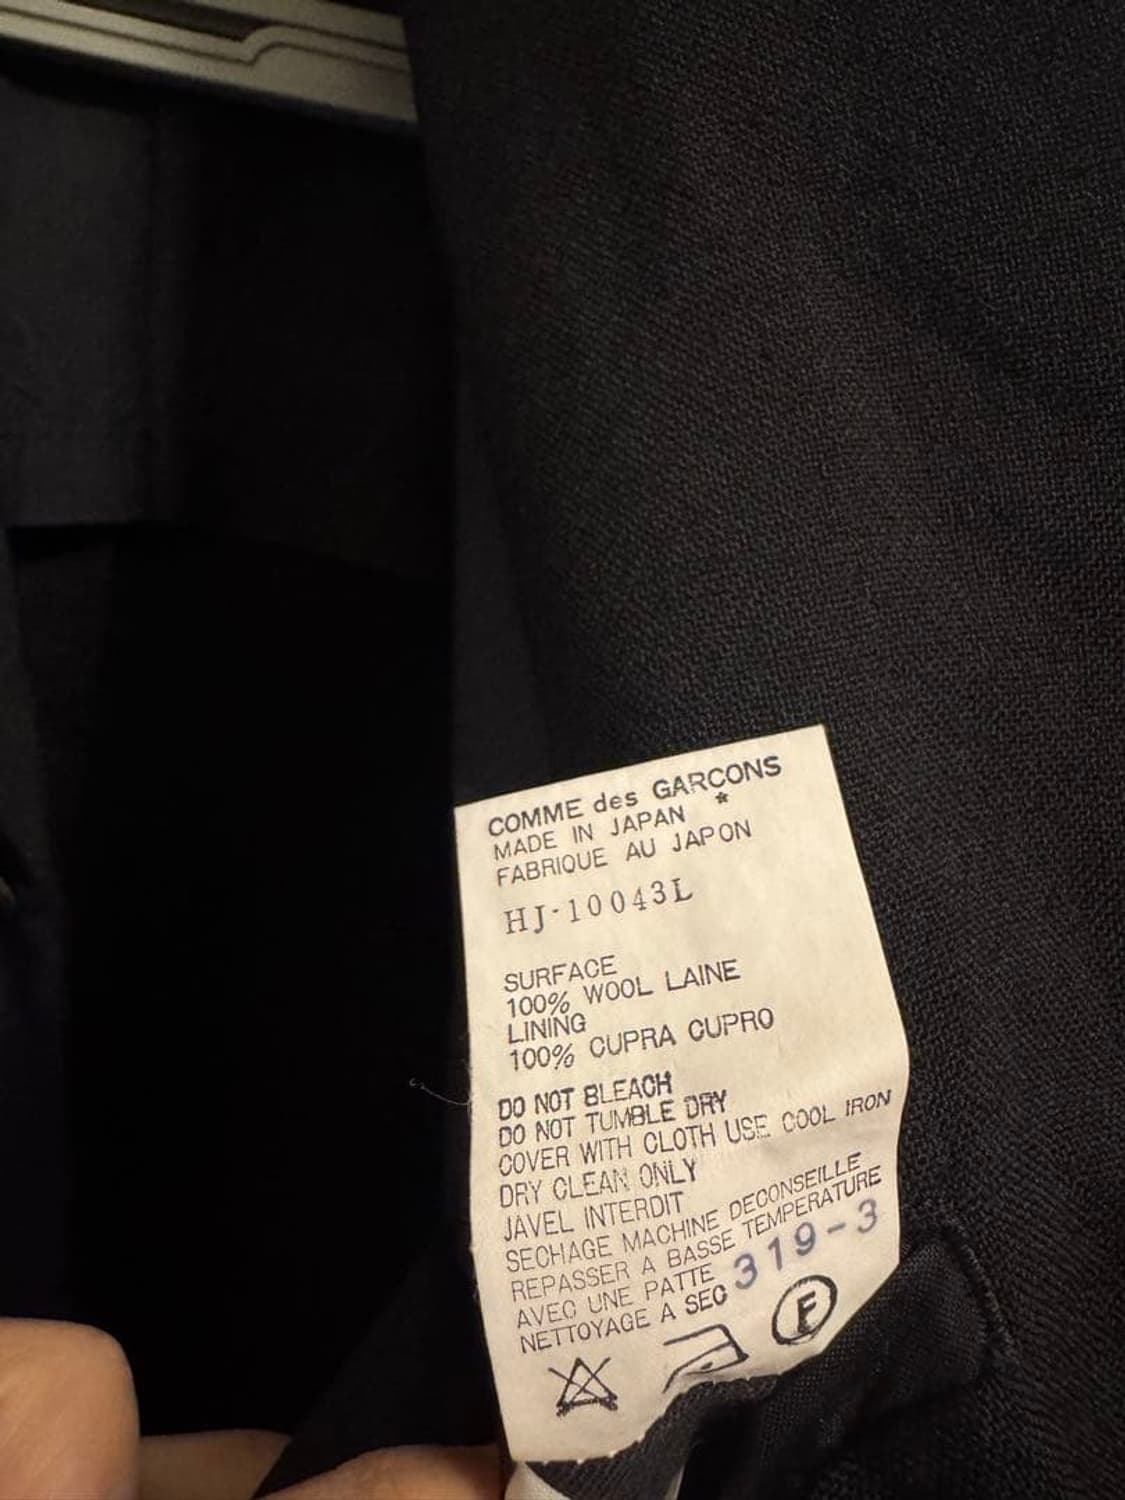 COMME des GARÇONS
MADE IN JAPAN *
FABRIQUE AU JAPON
HJ-10043L
SURFACE
100% WOOL LAINE
LINING
100% CUPRA CUPRO
DO NOT BLEACH
DO NOT TUMBLE DRY
COVER WITH CLOTH USE COOL IRON
DRY CLEAN ONLY
JAVEL INTERDIT
SECHAGE MACHINE DECONSEILLE
REPASSER A BASSE TEMPERATURE
AVEC UNE PATTE
NETTOYAGE A SEC
319-3
F